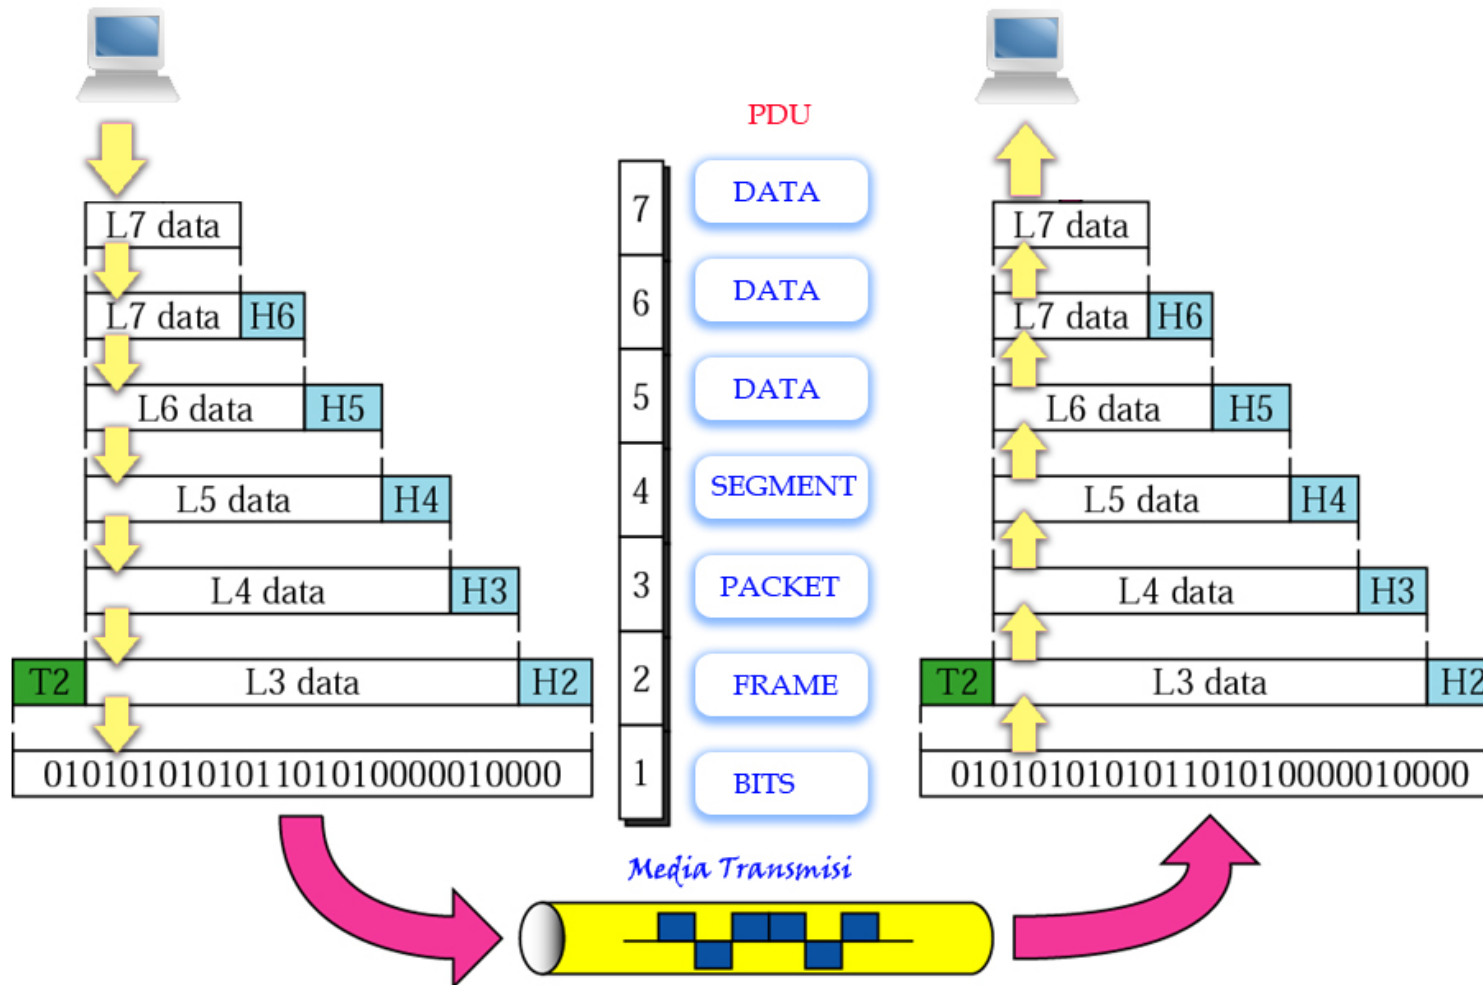 PDU
L7 data
L7 data H6
L6 data H5
L5 data H4
L4 data H3
T2 L3 data H2
01010101010110101000010000
7 DATA
6 DATA
5 DATA
4 SEGMENT
3 PACKET
2 FRAME
1 BITS
Media Transmisi
L7 data
L7 data H6
L6 data H5
L5 data H4
L4 data H3
T2 L3 data H2
01010101010110101000010000